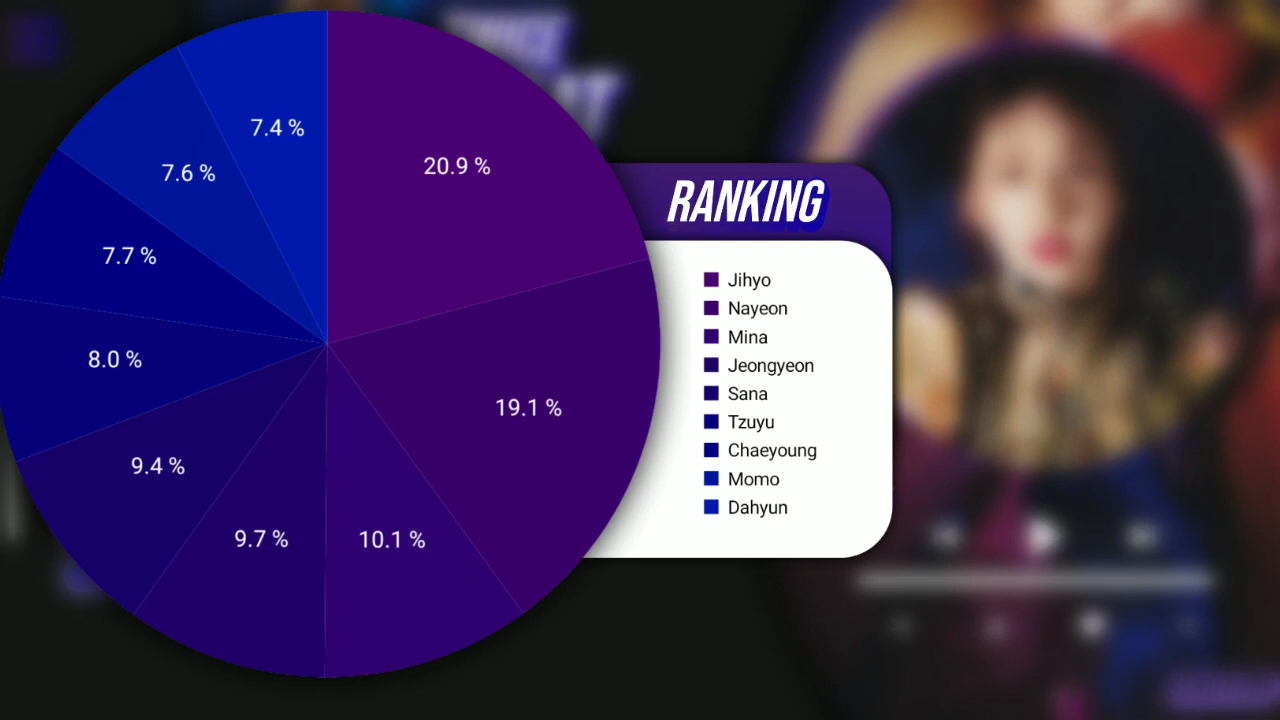 7.4 %
20.9 %
7.6 %
RANKING
7.7 %
Jihyo
Nayeon
Mina
8.0 %
Jeongyeon
Sana
19.1 %
Tzuyu
9.4 %
Chaeyoung
Momo
Dahyun
9.7 %
10.1 %